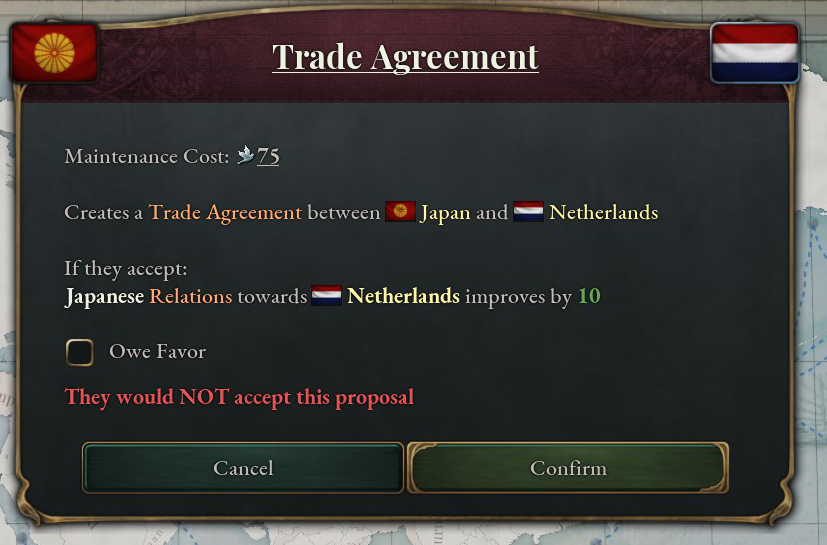 Trade Agreement
Maintenance Cost: 75
Creates a Trade Agreement between Japan and Netherlands
If they accept:
Japanese Relations towards Netherlands improves by 10
Owe Favor
They would NOT accept this proposal
Cancel
Confirm